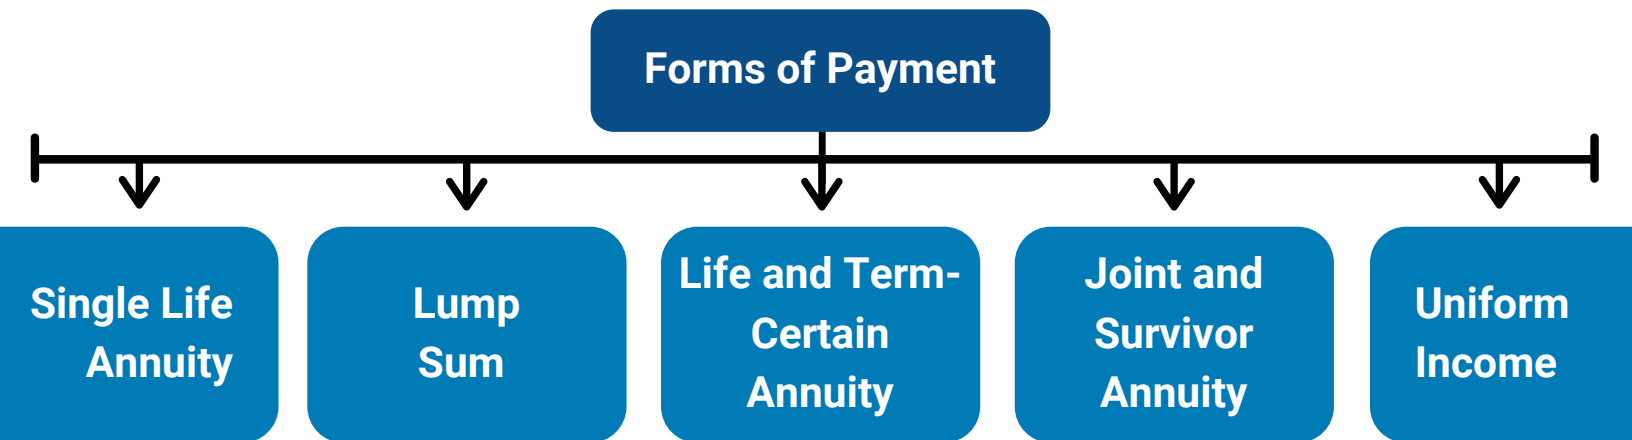 Forms of Payment
Single Life
Annuity
Lump
Sum
Life and Term-
Certain
Annuity
Joint and
Survivor
Annuity
Uniform
Income